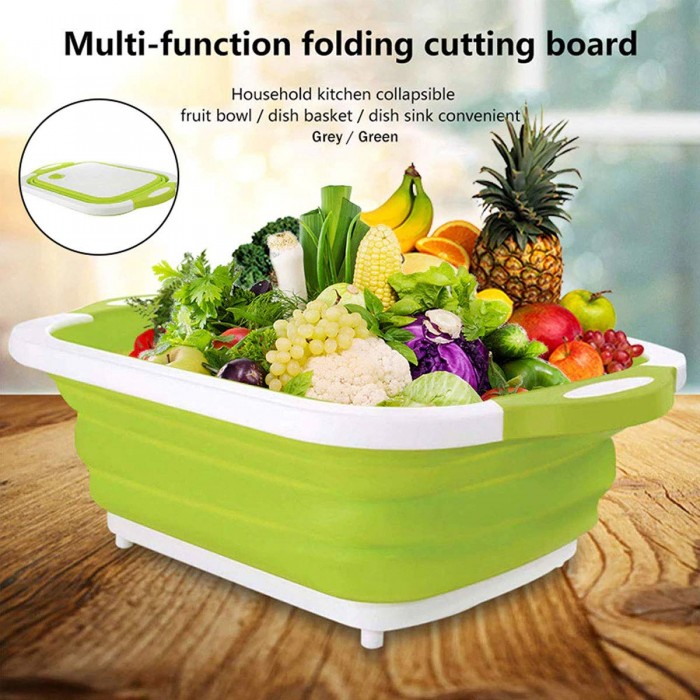 Multi-function folding cutting board
Household kitchen collapsible
fruit bowl / dish basket / dish sink convenient
Grey / Green